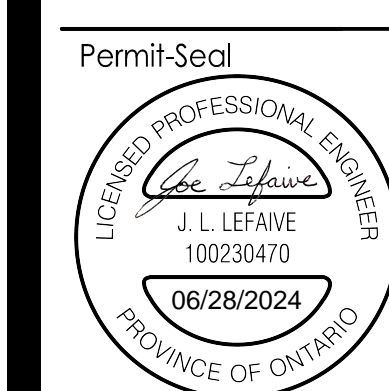 Permit-Seal
LICENSED PROFESSIONAL ENGINEER
Joe Lefaive
J. L. LEFAIVE
100230470
06/28/2024
PROVINCE OF ONTARIO